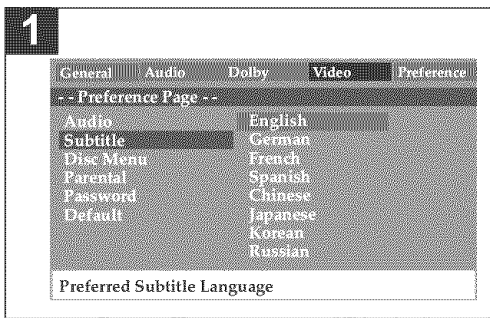 1
General Audio Dolby Video Preference
- - Preference Page - -
Audio English
Subtitle German
Disc Menu French
Parental Spanish
Password Chinese
Default Japanese
Korean
Russian
Preferred Subtitle Language